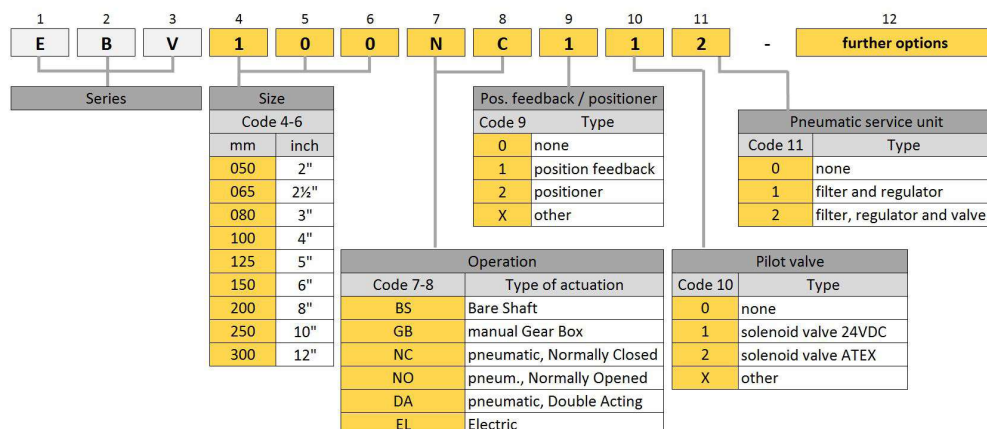 1 2 3 4 5 6 7 8 9 10 11 12
E B V 1 0 0 N C 1 1 2 - further options
Series
Size
Code 4-6
mm inch
050 2"
065 2½"
080 3"
100 4"
125 5"
150 6"
200 8"
250 10"
300 12"
Pos. feedback / positioner
Code 9 Type
0 none
1 position feedback
2 positioner
X other
Pneumatic service unit
Code 11 Type
0 none
1 filter and regulator
2 filter, regulator and valve
Operation
Code 7-8 Type of actuation
BS Bare Shaft
GB manual Gear Box
NC pneumatic, Normally Closed
NO pneum., Normally Opened
DA pneumatic, Double Acting
EL Electric
Pilot valve
Code 10 Type
0 none
1 solenoid valve 24VDC
2 solenoid valve ATEX
X other